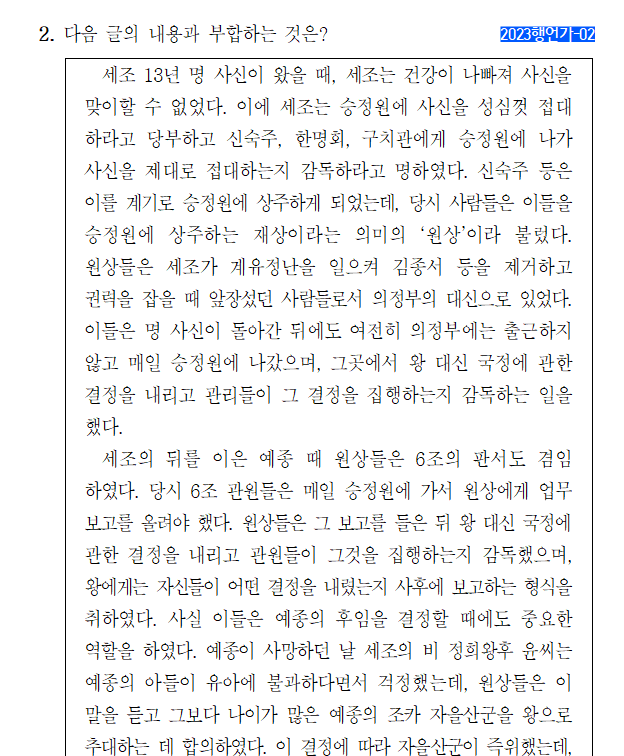 2. 다음 글의 내용과 부합하는 것은?
2023행언가-02
세조 13년 명 사신이 왔을 때, 세조는 건강이 나빠져 사신을
맞이할 수 없었다. 이에 세조는 승정원에 사신을 성심껏 접대
하라고 당부하고 신숙주, 한명회, 구치관에게 승정원에 나가
사신을 제대로 접대하는지 감독하라고 명하였다. 신숙주 등은
이를 계기로 승정원에 상주하게 되었는데, 당시 사람들은 이들을
승정원에 상주하는 재상이라는 의미의 ‘원상’이라 불렀다.
원상들은 세조가 계유정난을 일으켜 김종서 등을 제거하고
권력을 잡을 때 앞장섰던 사람들로서 의정부의 대신으로 있었다.
이들은 명 사신이 돌아간 뒤에도 여전히 의정부에는 출근하지
않고 매일 승정원에 나갔으며, 그곳에서 왕 대신 국정에 관한
결정을 내리고 관리들이 그 결정을 집행하는지 감독하는 일을
했다.
세조의 뒤를 이은 예종 때 원상들은 6조의 판서도 겸임
하였다. 당시 6조 관원들은 매일 승정원에 가서 원상에게 업무
보고를 올려야 했다. 원상들은 그 보고를 들은 뒤 왕 대신 국정에
관한 결정을 내리고 관원들이 그것을 집행하는지 감독했으며,
왕에게는 자신들이 어떤 결정을 내렸는지 사후에 보고하는 형식을
취하였다. 사실 이들은 예종의 후임을 결정할 때에도 중요한
역할을 하였다. 예종이 사망하던 날 세조의 비 정희왕후 윤씨는
예종의 아들이 유아에 불과하다면서 걱정했는데, 원상들은 이
말을 듣고 그보다 나이가 많은 예종의 조카 자을산군을 왕으로
추대하는 데 합의하였다. 이 결정에 따라 자을산군이 즉위했는데,